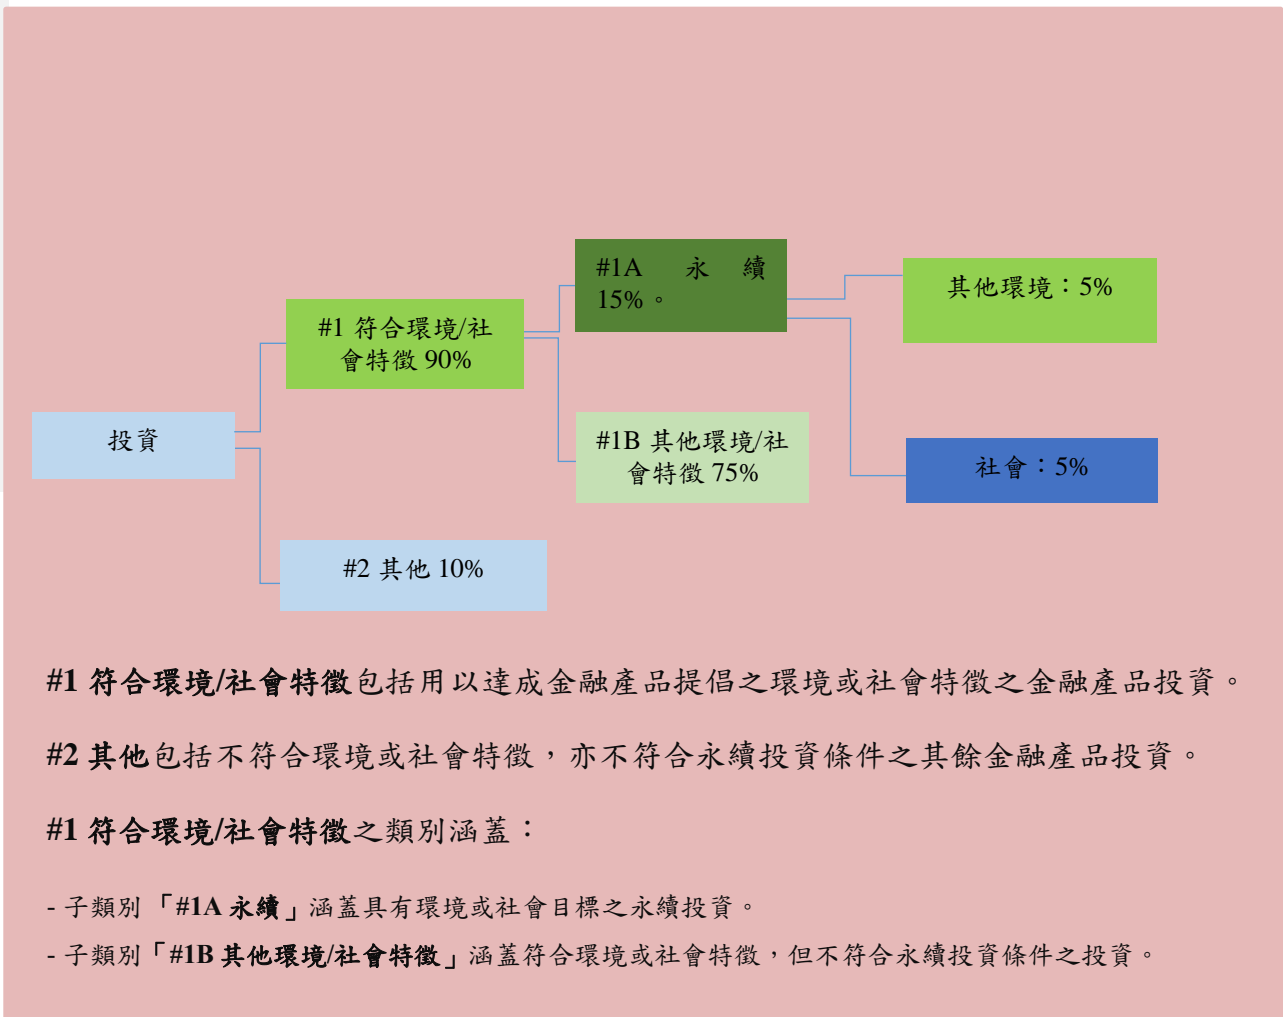 #1A 永續
15%。
其他環境：5%
#1 符合環境/社
會特徵 90%
投資
#1B 其他環境/社
會特徵 75%
社會：5%
#2 其他 10%
#1 符合環境/社會特徵包括用以達成金融產品提倡之環境或社會特徵之金融產品投資。
#2 其他包括不符合環境或社會特徵，亦不符合永續投資條件之其餘金融產品投資。
#1 符合環境/社會特徵之類別涵蓋：
- 子類別「#1A 永續」涵蓋具有環境或社會目標之永續投資。
- 子類別「#1B 其他環境/社會特徵」涵蓋符合環境或社會特徵，但不符合永續投資條件之投資。